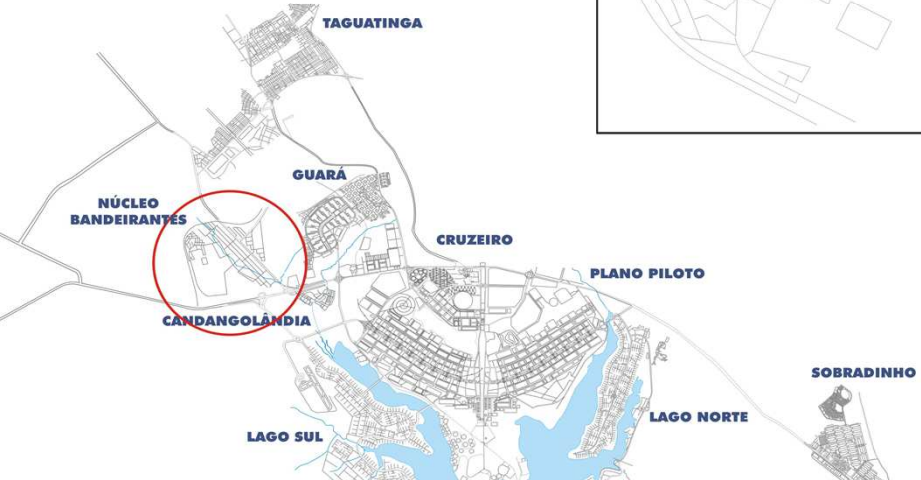 TAGUATINGA
GUARÁ
NÚCLEO
BANDEIRANTES
CRUZEIRO
PLANO PILOTO
CANDANGOLÂNDIA
SOBRADINHO
LAGO NORTE
LAGO SUL